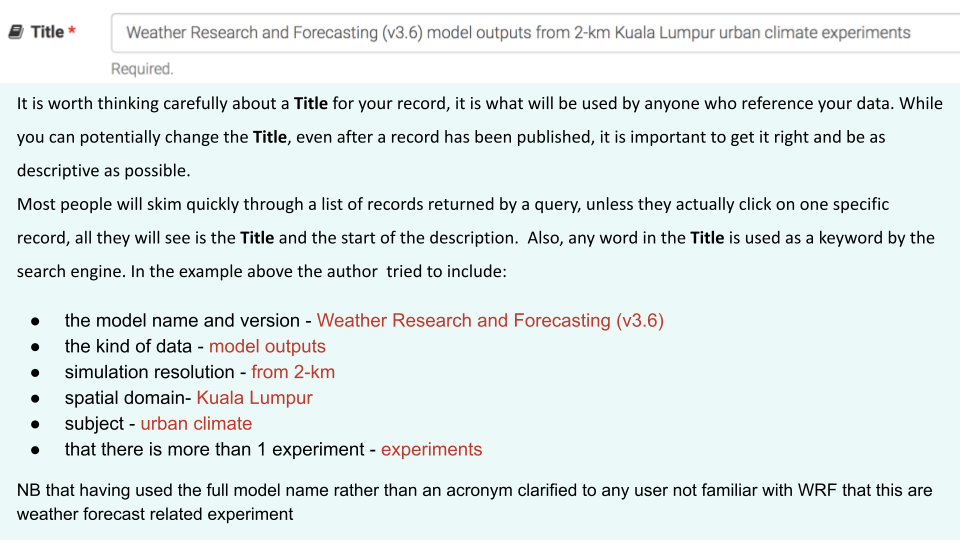 Title *
Weather Research and Forecasting (v3.6) model outputs from 2-km Kuala Lumpur urban climate experiments
Required.
It is worth thinking carefully about a Title for your record, it is what will be used by anyone who reference your data. While
you can potentially change the Title, even after a record has been published, it is important to get it right and be as
descriptive as possible.
Most people will skim quickly through a list of records returned by a query, unless they actually click on one specific
record, all they will see is the Title and the start of the description.  Also, any word in the Title is used as a keyword by the
search engine. In the example above the author  tried to include:
● the model name and version - Weather Research and Forecasting (v3.6)
● the kind of data - model outputs
● simulation resolution - from 2-km
● spatial domain- Kuala Lumpur
● subject - urban climate
● that there is more than 1 experiment - experiments
NB that having used the full model name rather than an acronym clarified to any user not familiar with WRF that this are
weather forecast related experiment